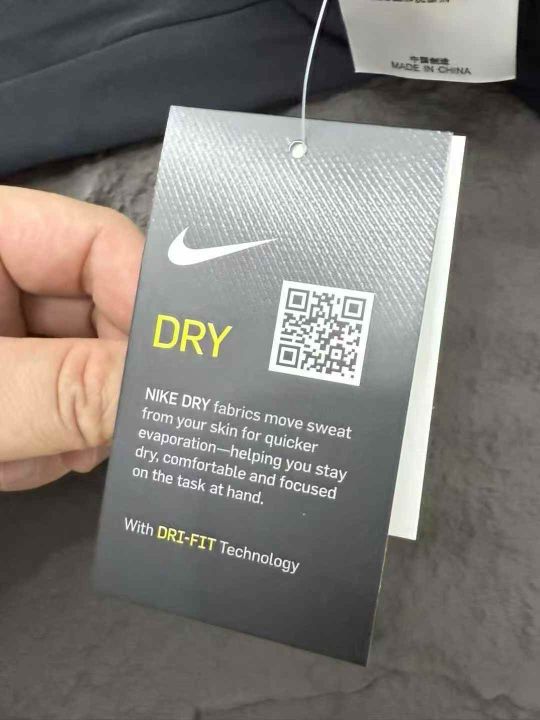 中国制造
MADE IN CHINA
DRY
NIKE DRY fabrics move sweat
from your skin for quicker
evaporation—helping you stay
dry, comfortable and focused
on the task at hand.
With DRI-FIT Technology